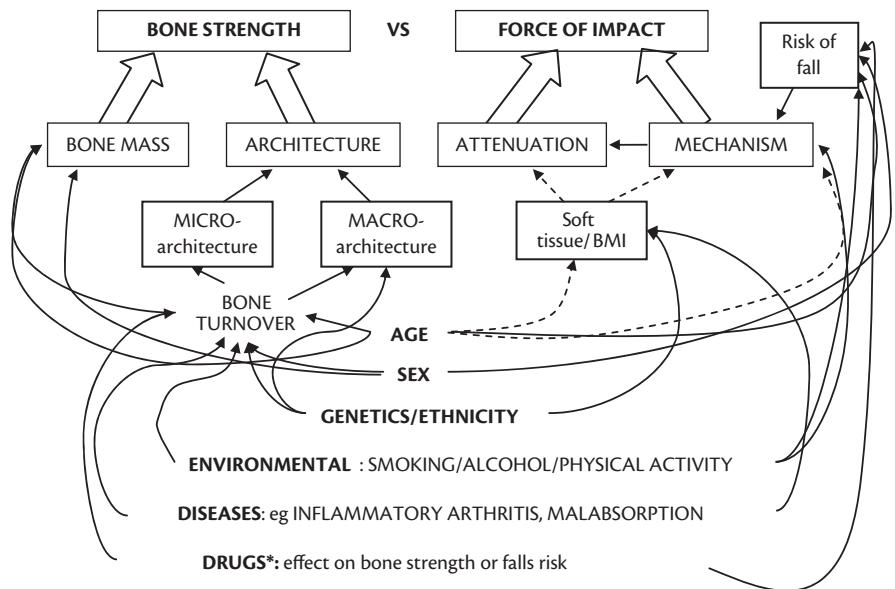 BONE STRENGTH VS FORCE OF IMPACT
Risk of
fall
BONE MASS ARCHITECTURE ATTENUATION MECHANISM
MICRO-
architecture
MACRO-
architecture
Soft
tissue/BMI
BONE
TURNOVER
AGE
SEX
GENETICS/ETHNICITY
ENVIRONMENTAL : SMOKING/ALCOHOL/PHYSICAL ACTIVITY
DISEASES: eg INFLAMMATORY ARTHRITIS, MALABSORPTION
DRUGS*: effect on bone strength or falls risk